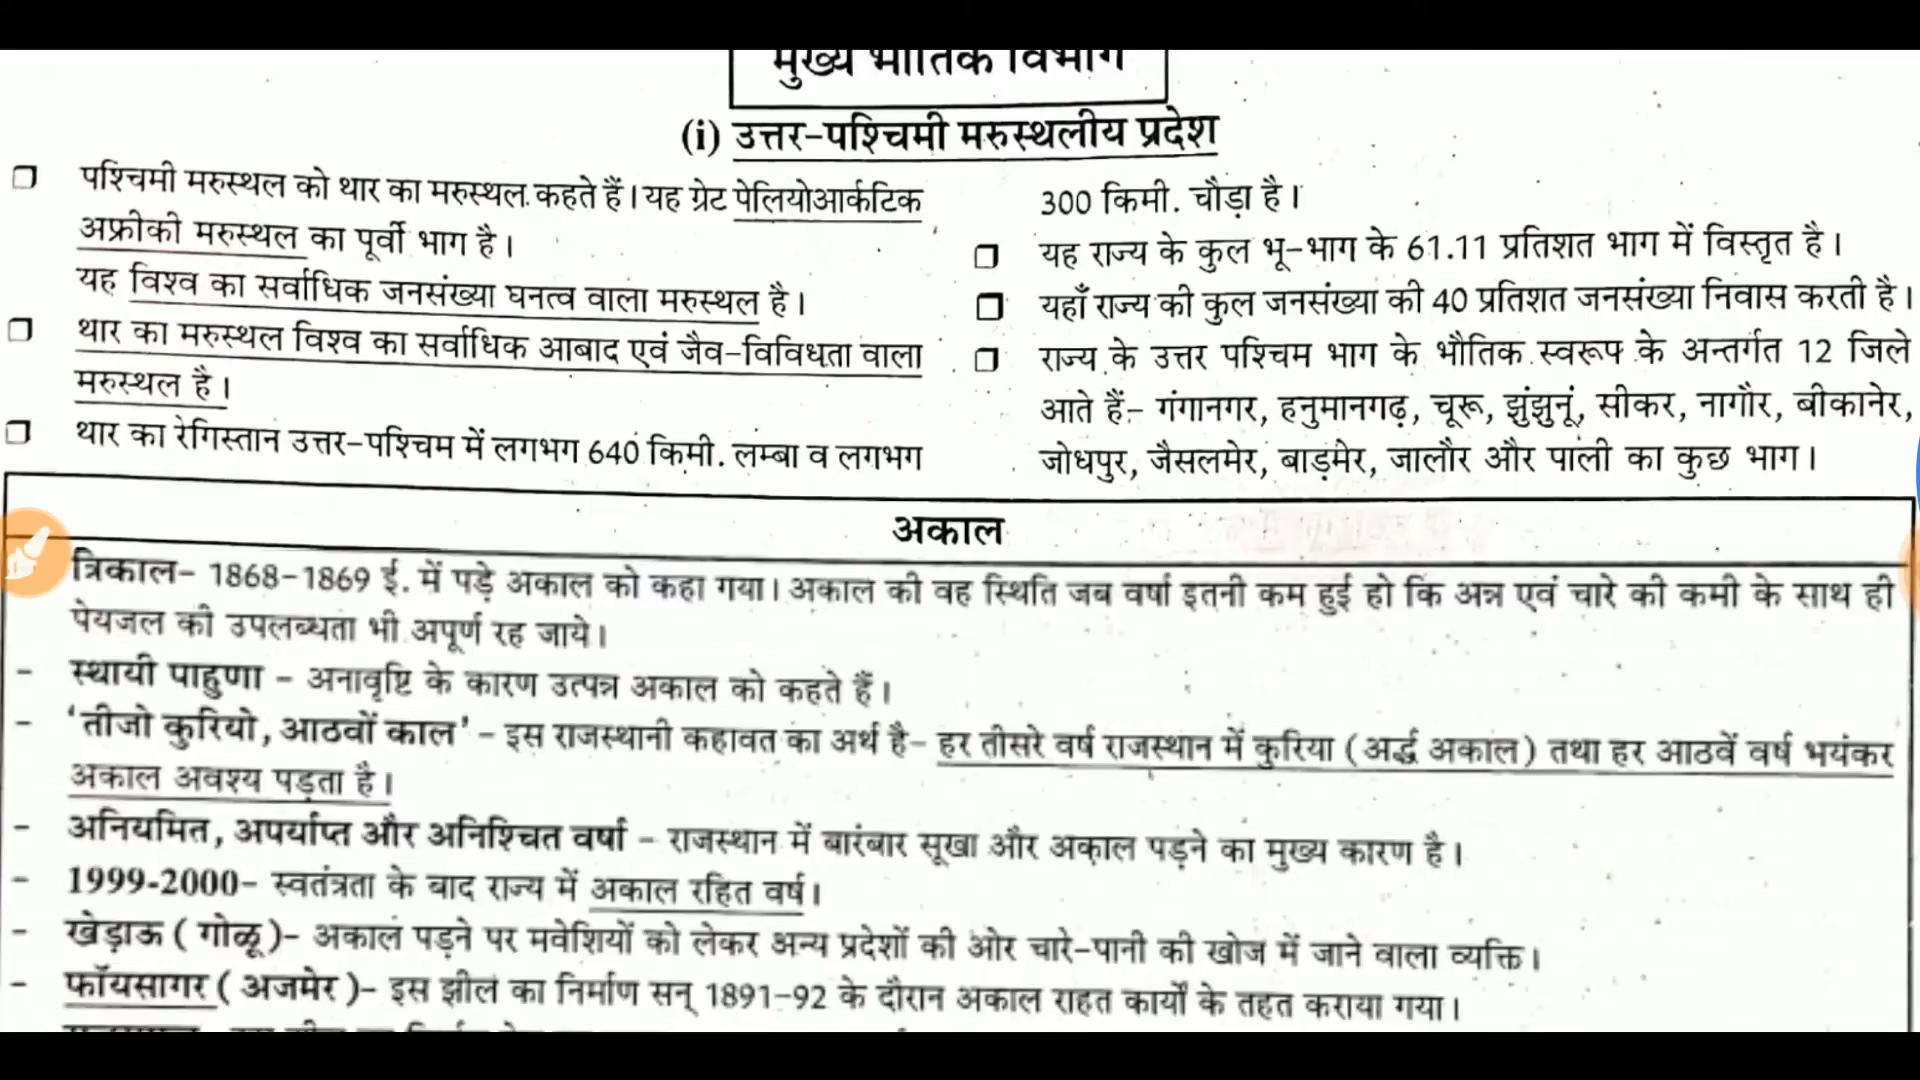 मुख्य भौतिक विभाग
(i) उत्तर-पश्चिमी मरुस्थलीय प्रदेश
पश्चिमी मरुस्थल को थार का मरुस्थल कहते हैं। यह ग्रेट पेलियोआर्कटिक
अफ्रीकी मरुस्थल का पूर्वी भाग है।
यह विश्व का सर्वाधिक जनसंख्या घनत्व वाला मरुस्थल है।
थार का मरुस्थल विश्व का सर्वाधिक आबाद एवं जैव-विविधता वाला
मरुस्थल है।
थार का रेगिस्तान उत्तर-पश्चिम में लगभग 640 किमी. लम्बा व लगभग
300 किमी. चौड़ा है।
यह राज्य के कुल भू-भाग के 61.11 प्रतिशत भाग में विस्तृत है।
यहाँ राज्य की कुल जनसंख्या की 40 प्रतिशत जनसंख्या निवास करती है।
राज्य के उत्तर पश्चिम भाग के भौतिक स्वरूप के अन्तर्गत 12 जिले
आते हैं- गंगानगर, हनुमानगढ़, चूरू, झुंझुनूं, सीकर, नागौर, बीकानेर,
जोधपुर, जैसलमेर, बाड़मेर, जालौर और पाली का कुछ भाग।
अकाल
त्रिकाल- 1868-1869 ई. में पड़े अकाल को कहा गया। अकाल की वह स्थिति जब वर्षा इतनी कम हुई हो कि अन्न एवं चारे की कमी के साथ ही
पेयजल की उपलब्धता भी अपूर्ण रह जाये।
- स्थायी पाहुणा - अनावृष्टि के कारण उत्पन्न अकाल को कहते हैं।
- 'तीजो कुरियो, आठवों काल' - इस राजस्थानी कहावत का अर्थ है- हर तीसरे वर्ष राजस्थान में कुरिया (अर्द्ध अकाल) तथा हर आठवें वर्ष भयंकर
अकाल अवश्य पड़ता है।
- अनियमित, अपर्याप्त और अनिश्चित वर्षा - राजस्थान में बारंबार सूखा और अकाल पड़ने का मुख्य कारण है।
- 1999-2000- स्वतंत्रता के बाद राज्य में अकाल रहित वर्ष।
- खेड़ाऊ (गोळू)- अकाल पड़ने पर मवेशियों को लेकर अन्य प्रदेशों की ओर चारे-पानी की खोज में जाने वाला व्यक्ति।
- फॉयसागर (अजमेर)- इस झील का निर्माण सन् 1891-92 के दौरान अकाल राहत कार्यों के तहत कराया गया।